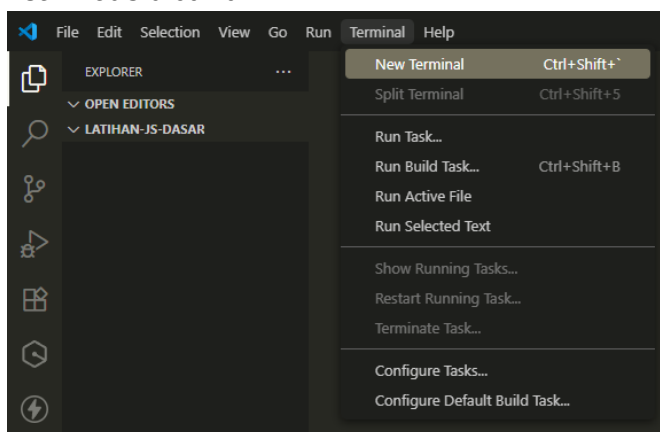 File Edit Selection View Go Run Terminal Help
EXPLORER ...
OPEN EDITORS
LATIHAN-JS-DASAR
New Terminal Ctrl+Shift+`
Split Terminal Ctrl+Shift+5
Run Task...
Run Build Task... Ctrl+Shift+B
Run Active File
Run Selected Text
Show Running Tasks...
Restart Running Task...
Terminate Task...
Configure Tasks...
Configure Default Build Task...